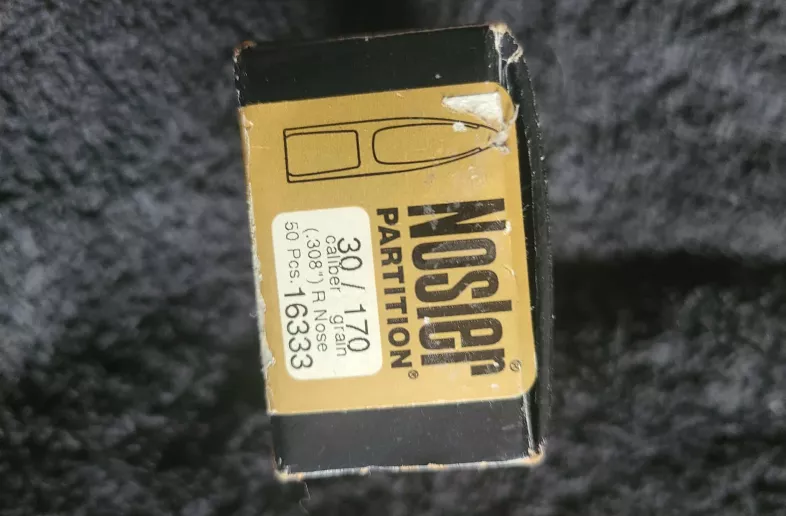 Nosler®
PARTITION®
30 / 170
caliber grain
(.308") R Nose
50 Pcs. 16333